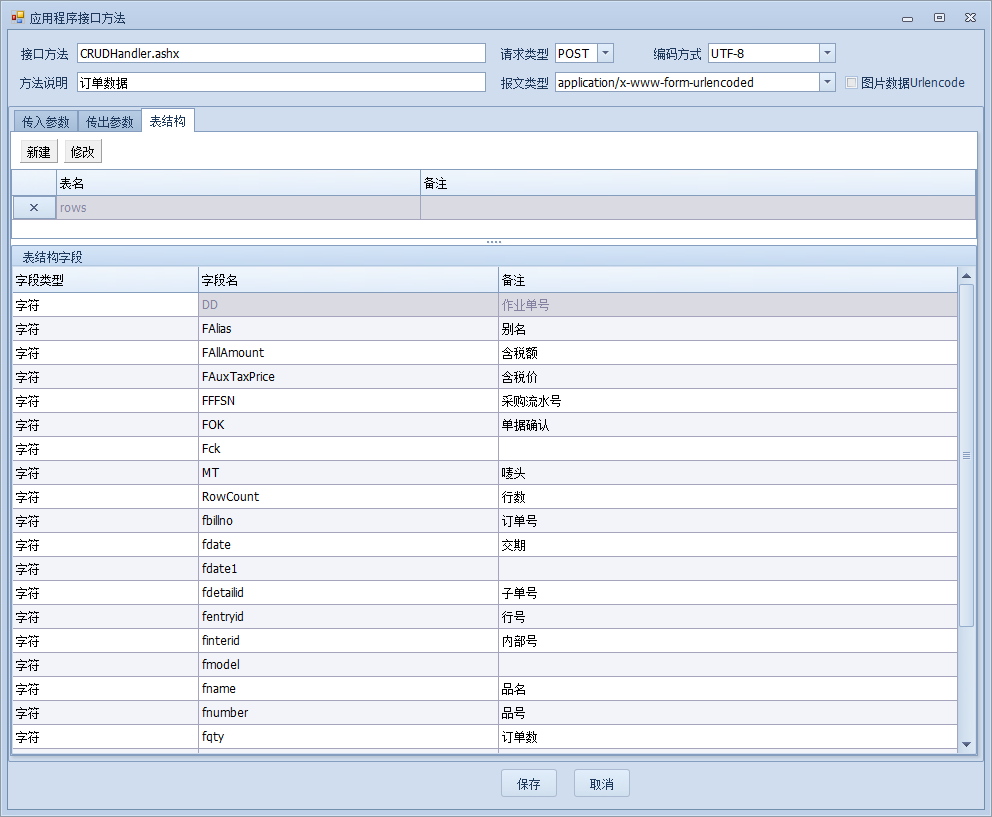 应用程序接口方法
接口方法 CRUDHandler.ashx 请求类型 POST 编码方式 UTF-8
方法说明 订单数据 报文类型 application/x-www-form-urlencoded 图片数据Urlencode
传入参数 传出参数 表结构
新建 修改
表名 备注
rows
表结构字段
字段类型 字段名 备注
字符 DD 作业单号
字符 FAlias 别名
字符 FAllAmount 含税额
字符 FAuxTaxPrice 含税价
字符 FFFSN 采购流水号
字符 FOK 单据确认
字符 Fck
字符 MT 唛头
字符 RowCount 行数
字符 fbillno 订单号
字符 fdate 交期
字符 fdate1
字符 fdetailid 子单号
字符 fentryid 行号
字符 finterid 内部号
字符 fmodel
字符 fname 品名
字符 fnumber 品号
字符 fqty 订单数
保存 取消